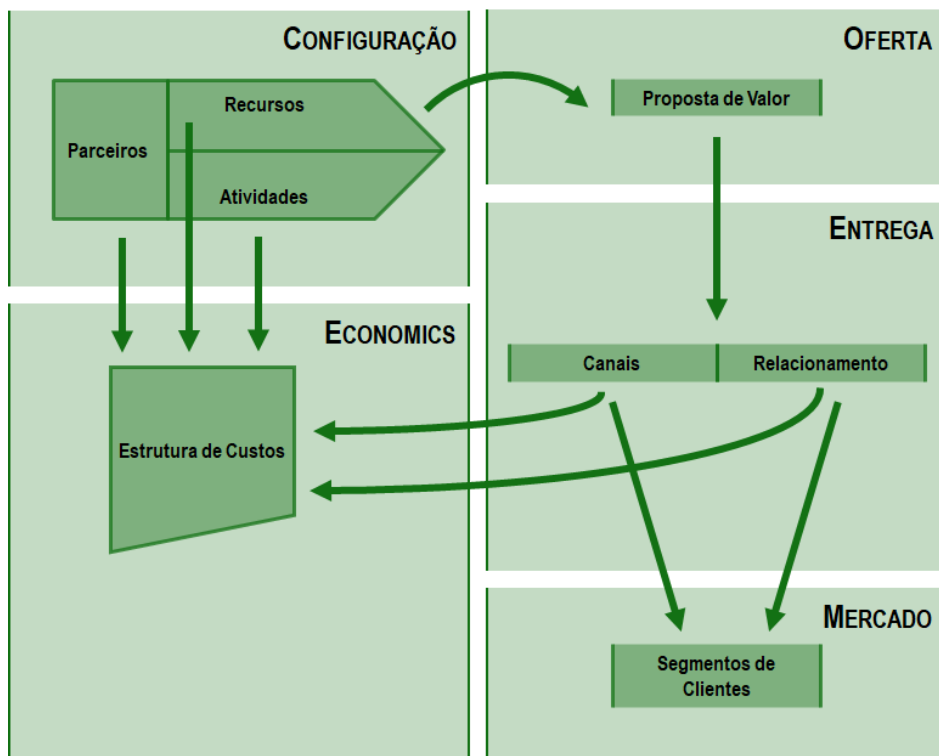 CONFIGURAÇÃO
Parceiros
Recursos
Atividades
OFERTA
Proposta de Valor
ENTREGA
Canais
Relacionamento
ECONOMICS
Estrutura de Custos
MERCADO
Segmentos de
Clientes